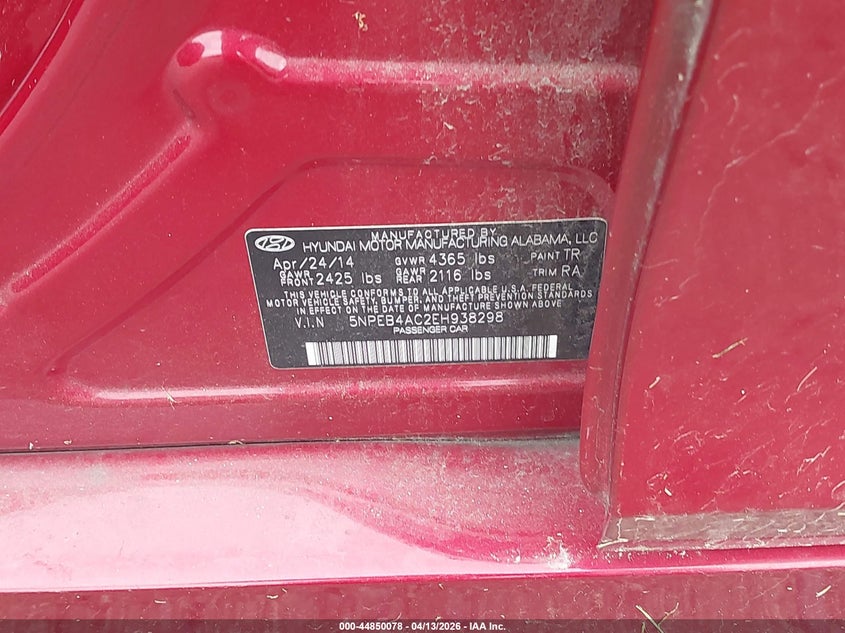 MANUFACTURED BY
HYUNDAI MOTOR MANUFACTURING ALABAMA, LLC
Apr/24/14 GVWR 4365 lbs PAINT TR
GAWR FRONT 2425 lbs GAWR REAR 2116 lbs TRIM RA
THIS VEHICLE CONFORMS TO ALL APPLICABLE U.S.A. FEDERAL
MOTOR VEHICLE SAFETY, BUMPER, AND THEFT PREVENTION STANDARDS
IN EFFECT ON THE DATE OF MANUFACTURE SHOWN ABOVE.
V.I.N 5NPEB4AC2EH938298
PASSENGER CAR
000-44850078 - 04/13/2026 - IAA Inc.